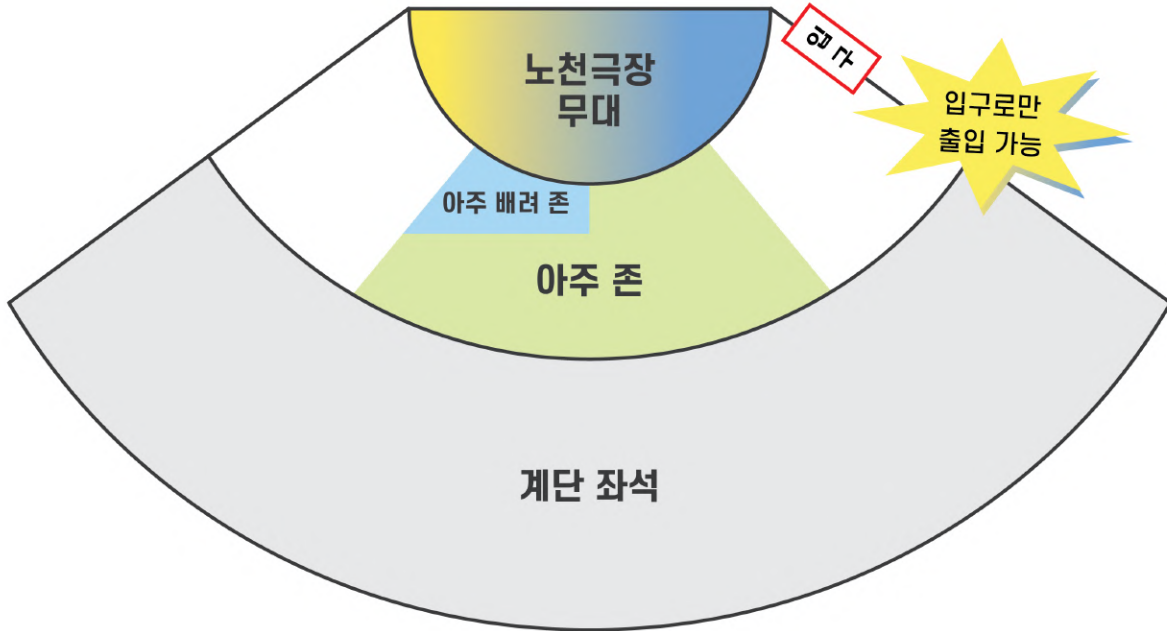 노천극장
무대
입구
입구로만
출입 가능
아주 배려 존
아주 존
계단 좌석